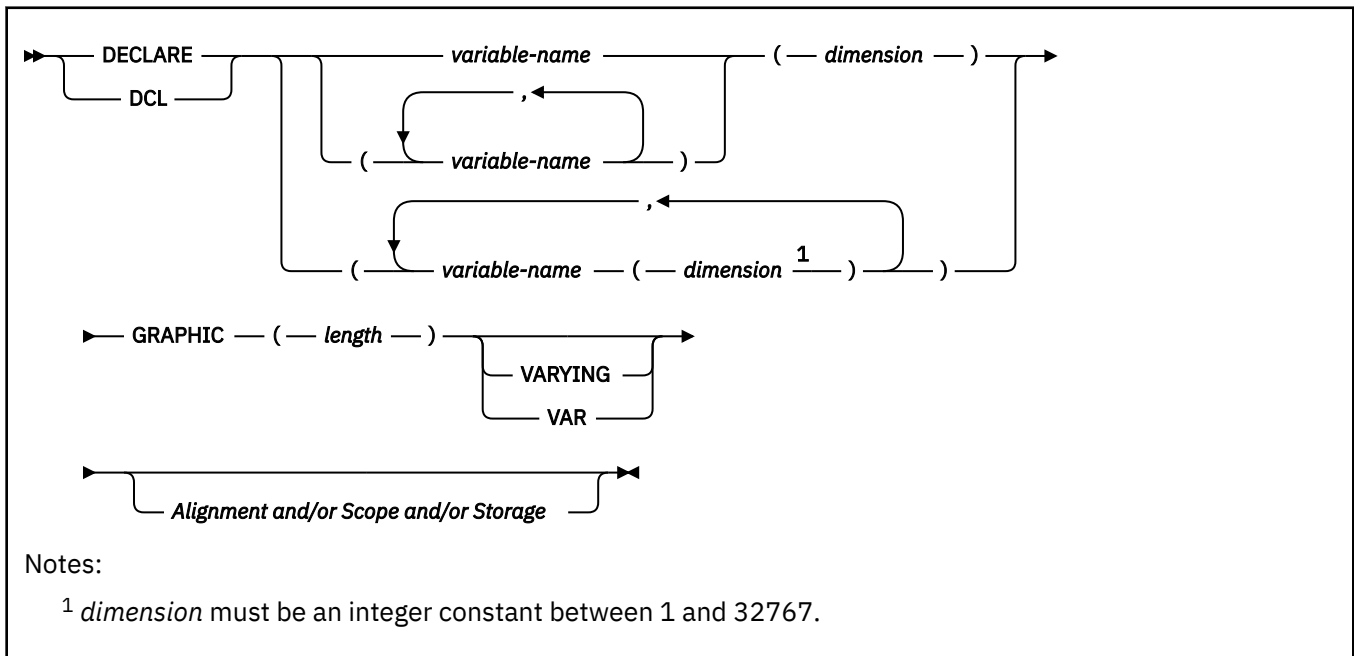 DECLARE variable-name ( dimension )
DCL
,
( variable-name )
,
( variable-name ( dimension 1 ) )
GRAPHIC ( length )
VARYING
VAR
Alignment and/or Scope and/or Storage
Notes:
1 dimension must be an integer constant between 1 and 32767.